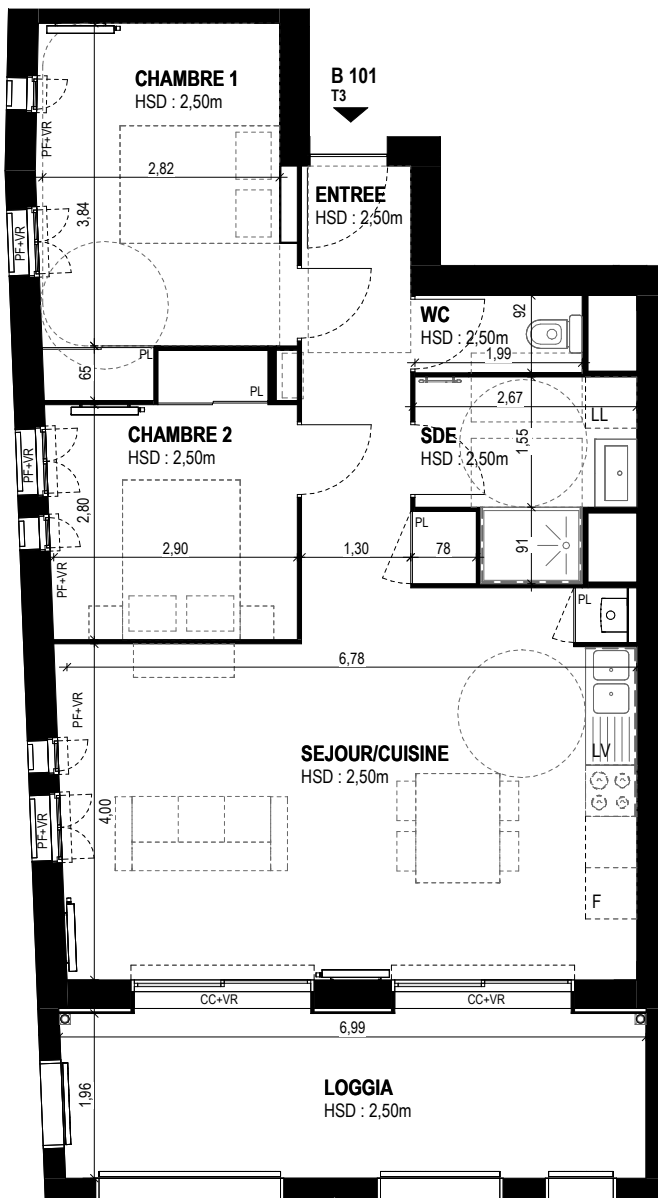 CHAMBRE 1
HSD : 2,50m
B 101
T3
PF+VR
2,82
ENTREE
HSD : 2,50m
3,84
PF+VR
WC
HSD : 2,50m
92
1,99
PL
65
PL
2,67
LL
CHAMBRE 2
HSD : 2,50m
SDE
HSD : 2,50m
1,55
PF+VR
2,80
PL
2,90
1,30
78
91
PF+VR
PL
6,78
PF+VR
SEJOUR/CUISINE
HSD : 2,50m
LV
4,00
PF+VR
F
CC+VR
CC+VR
6,99
1,96
LOGGIA
HSD : 2,50m